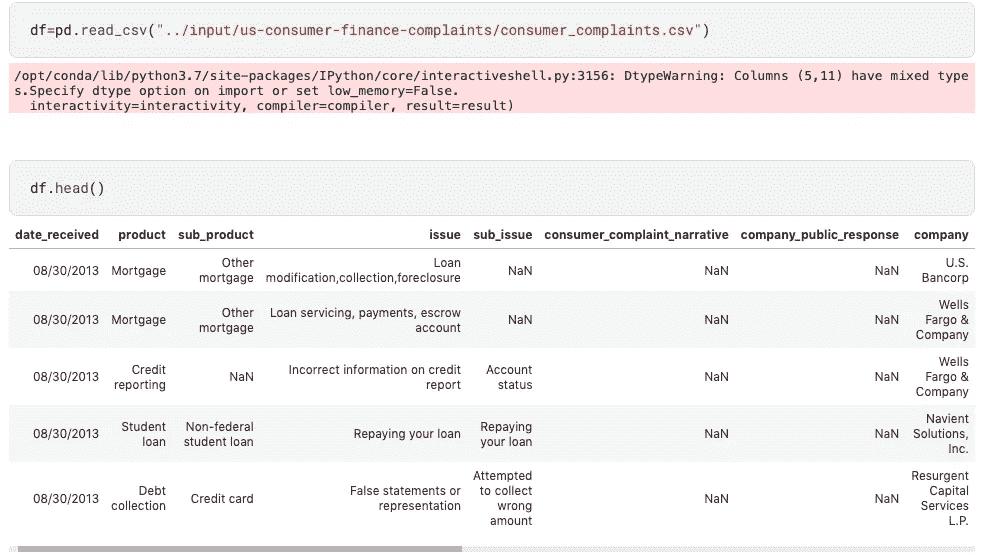 df=pd.read_csv("../input/us-consumer-finance-complaints/consumer_complaints.csv")
/opt/conda/lib/python3.7/site-packages/IPython/core/interactiveshell.py:3156: DtypeWarning: Columns (5,11) have mixed type
s.Specify dtype option on import or set low_memory=False.
interactivity=interactivity, compiler=compiler, result=result)
df.head()
date_received product sub_product issue sub_issue consumer_complaint_narrative company_public_response company
08/30/2013 Mortgage Other mortgage Loan modification,collection,foreclosure NaN NaN NaN U.S. Bancorp
08/30/2013 Mortgage Other mortgage Loan servicing, payments, escrow account NaN NaN NaN Wells Fargo & Company
08/30/2013 Credit reporting NaN Incorrect information on credit report Account status NaN NaN Wells Fargo & Company
08/30/2013 Student loan Non-federal student loan Repaying your loan Repaying your loan NaN NaN Navient Solutions, Inc.
08/30/2013 Debt collection Credit card False statements or representation Attempted to collect wrong amount NaN NaN Resurgent Capital Services L.P.